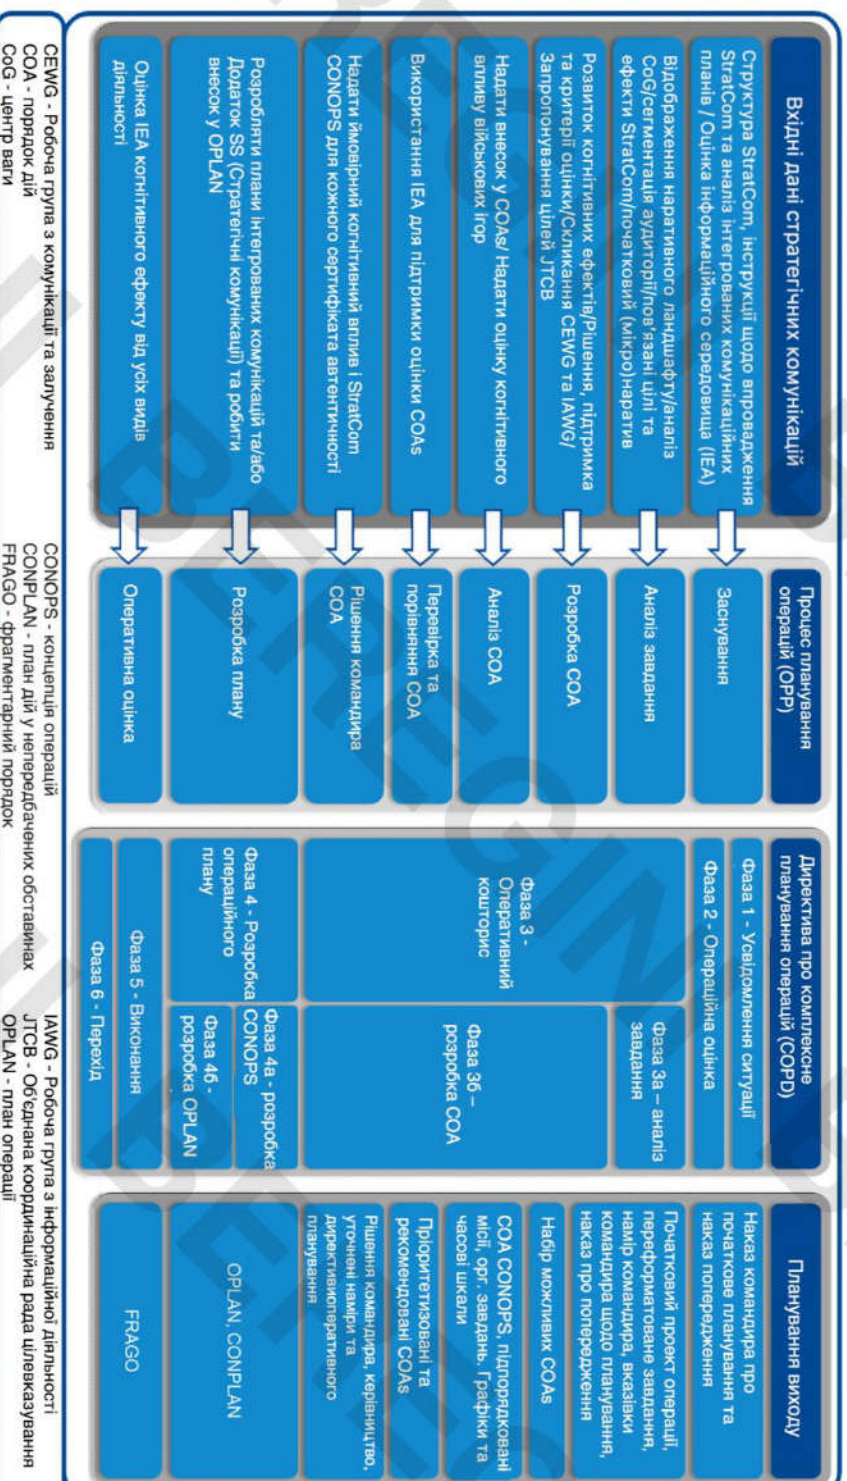 Вхідні дані стратегічних комунікацій
Структура StratCom, інструкції щодо впровадження
StratCom та аналіз інтегрованих комунікаційних
планів / Оцінка інформаційного середовища (IEA)
Відображення наративного ландшафту/аналіз
CoG/сегментація аудиторії/пов'язані цілі та
ефекти StratCom/початковий (мікро)наратив
Розвиток когнітивних ефектів/Рішення, підтримка
та критерії оцінки/Скликання CEWG та IAWG/
Запропонування цілей JTCB
Надати внесок у COAs/ Надати оцінку когнітивного
впливу військових ігор
Використання IEA для підтримки оцінки COAs
Надати ймовірний когнітивний вплив і StratCom
CONOPS для кожного сертифіката автентичності
Розробляти плани інтегрованих комунікацій та/або
Додаток SS (Стратегічні комунікації) та робити
внесок у OPLAN
Оцінка IEA когнітивного ефекту від усіх видів
діяльності
Процес планування
операцій (OPP)
Заснування
Аналіз завдання
Розробка COA
Аналіз COA
Перевірка та
порівняння COA
Рішення командира
COA
Розробка плану
Оперативна оцінка
Директива про комплексне
планування операцій (COPD)
Фаза 1 - Усвідомлення ситуації
Фаза 2 - Операційна оцінка
Фаза 3 -
Оперативний
кошторис
Фаза 3а – аналіз
завдання
Фаза 3б –
розробка COA
Фаза 4 - Розробка
операційного
плану
Фаза 4а - розробка
CONOPS
Фаза 4б -
розробка OPLAN
Фаза 5 - Виконання
Фаза 6 - Перехід
Планування виходу
Наказ командира про
початкове планування та
наказ попередження
Початковий проект операції,
переформатоване завдання,
намір командира, вказівки
командира щодо планування,
наказ про попередження
Набір можливих COAs
COA CONOPS, підпорядковані
місії, орг. завдань. Графіки та
часові шкали
Пріоритетизовані та
рекомендовані COAs
Рішення командира, керівництво,
уточнені наміри та
директивиоперативного
планування
OPLAN, CONPLAN
FRAGO
CEWG - Робоча група з комунікації та залучення
COA - порядок дій
CoG - центр ваги
CONOPS - концепція операцій
CONPLAN - план дій у непередбачених обставинах
FRAGO - фрагментарний порядок
IAWG - Робоча група з інформаційної діяльності
JTCB - Об'єднана координаційна рада цілевказування
OPLAN - план операції
BEREGINI
BEREGINI